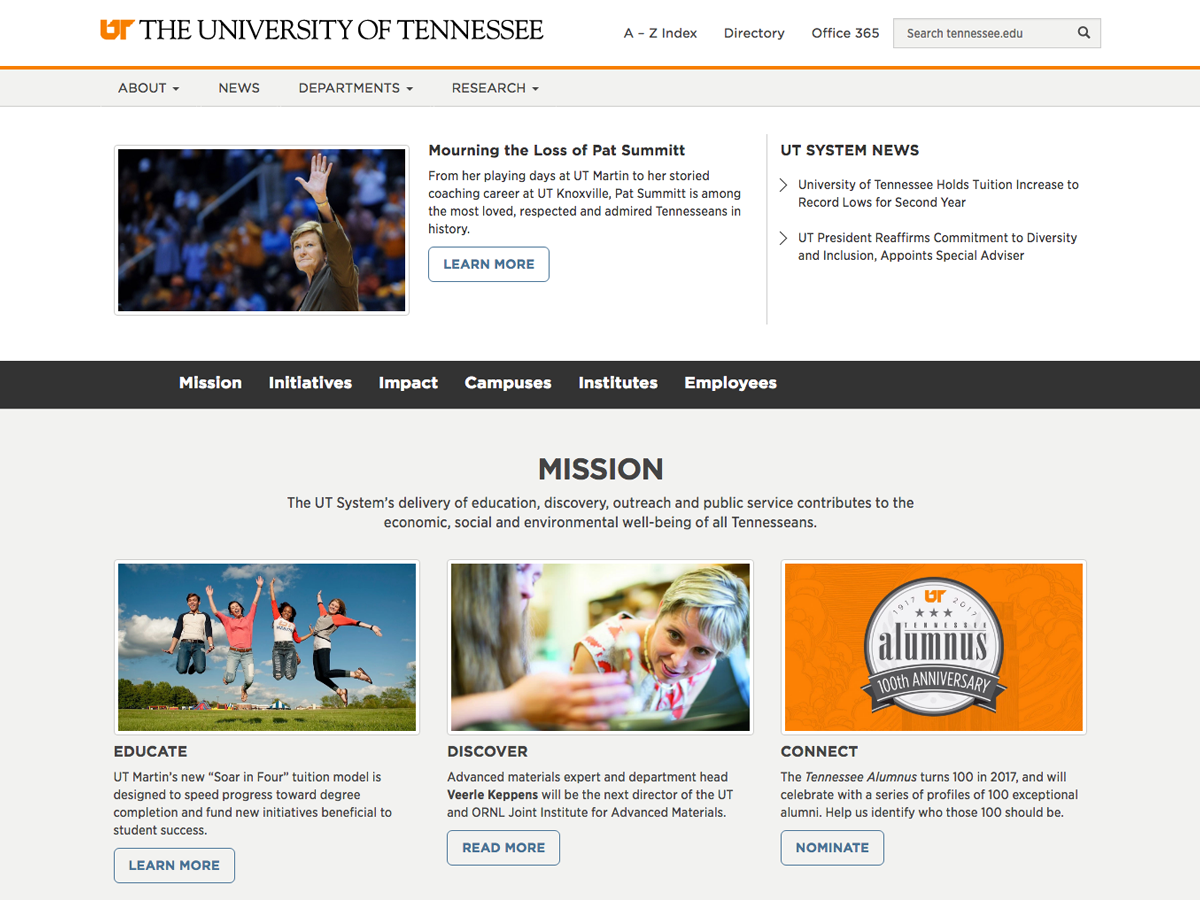 UT THE UNIVERSITY OF TENNESSEE
A – Z Index
Directory
Office 365
Search tennessee.edu
ABOUT
NEWS
DEPARTMENTS
RESEARCH
Mourning the Loss of Pat Summitt
From her playing days at UT Martin to her storied
coaching career at UT Knoxville, Pat Summitt is among
the most loved, respected and admired Tennesseans in
history.
LEARN MORE
UT SYSTEM NEWS
University of Tennessee Holds Tuition Increase to
Record Lows for Second Year
UT President Reaffirms Commitment to Diversity
and Inclusion, Appoints Special Adviser
Mission
Initiatives
Impact
Campuses
Institutes
Employees
MISSION
The UT System's delivery of education, discovery, outreach and public service contributes to the
economic, social and environmental well-being of all Tennesseans.
EDUCATE
UT Martin's new “Soar in Four” tuition model is
designed to speed progress toward degree
completion and fund new initiatives beneficial to
student success.
LEARN MORE
DISCOVER
Advanced materials expert and department head
Veerle Keppens will be the next director of the UT
and ORNL Joint Institute for Advanced Materials.
READ MORE
UT
1917 2017
TENNESSEE
alumnus
100th ANNIVERSARY
CONNECT
The Tennessee Alumnus turns 100 in 2017, and will
celebrate with a series of profiles of 100 exceptional
alumni. Help us identify who those 100 should be.
NOMINATE